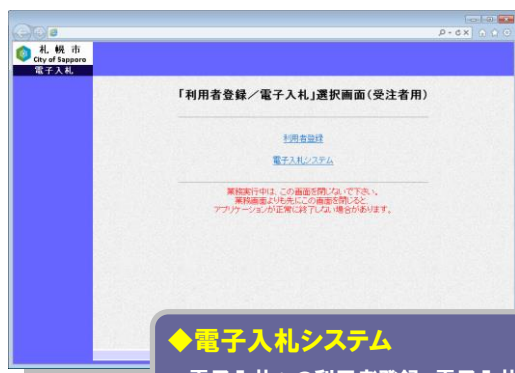 札幌市
City of Sapporo
電子入札
「利用者登録／電子入札」選択画面(受注者用)
利用者登録
電子入札システム
業務実行中は、この画面を閉じないで下さい。
業務画面よりも先にこの画面を閉じると、
アプリケーションが正常に終了しない場合があります。
◆電子入札システム